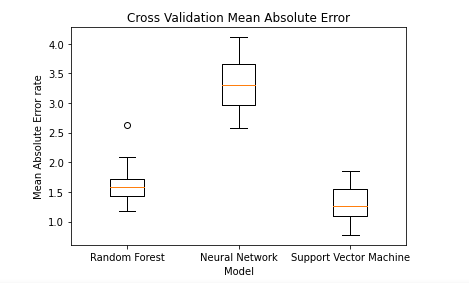 Cross Validation Mean Absolute Error
Mean Absolute Error rate
4.0
3.5
3.0
2.5
2.0
1.5
1.0
Random Forest Neural Network Support Vector Machine
Model